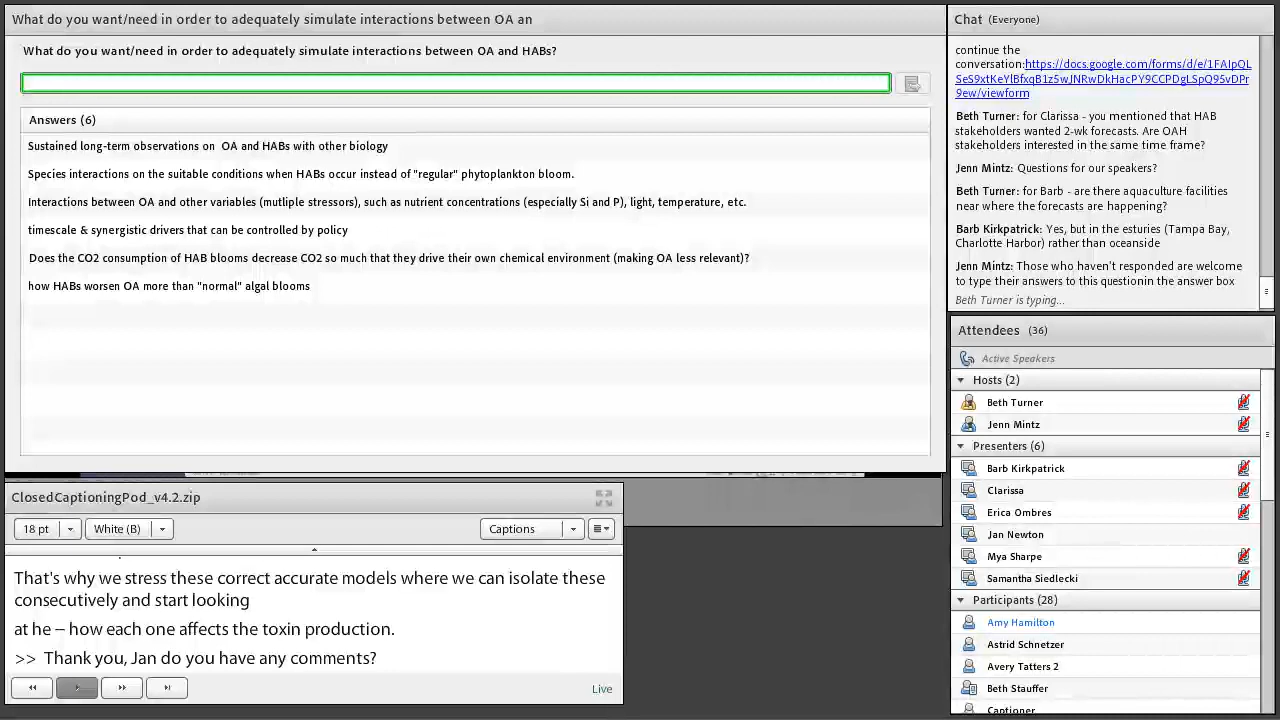 What do you want/need in order to adequately simulate interactions between OA an
What do you want/need in order to adequately simulate interactions between OA and HABs?
Answers (6)
Sustained long-term observations on  OA and HABs with other biology
Species interactions on the suitable conditions when HABs occur instead of "regular" phytoplankton bloom.
Interactions between OA and other variables (mutliple stressors), such as nutrient concentrations (especially Si and P), light, temperature, etc.
timescale & synergistic drivers that can be controlled by policy
Does the CO2 consumption of HAB blooms decrease CO2 so much that they drive their own chemical environment (making OA less relevant)?
how HABs worsen OA more than "normal" algal blooms
ClosedCaptioningPod_v4.2.zip
18 pt
White (B)
Captions
That's why we stress these correct accurate models where we can isolate these
consecutively and start looking
at he – how each one affects the toxin production.
>>  Thank you, Jan do you have any comments?
Live
Chat (Everyone)
continue the
conversation:https://docs.google.com/forms/d/e/1FAIpQL
SeS9xtKeYlBfxqB1z5wJNRwDkHacPY9CCPDgLSpQ95vDPr
9ew/viewform
Beth Turner: for Clarissa - you mentioned that HAB
stakeholders wanted 2-wk forecasts. Are OAH
stakeholders interested in the same time frame?
Jenn Mintz: Questions for our speakers?
Beth Turner: for Barb - are there aquaculture facilities
near where the forecasts are happening?
Barb Kirkpatrick: Yes, but in the esturies (Tampa Bay,
Charlotte Harbor) rather than oceanside
Jenn Mintz: Those who haven't responded are welcome
to type their answers to this questionin the answer box
Beth Turner is typing...
Attendees (36)
Active Speakers
Hosts (2)
Beth Turner
Jenn Mintz
Presenters (6)
Barb Kirkpatrick
Clarissa
Erica Ombres
Jan Newton
Mya Sharpe
Samantha Siedlecki
Participants (28)
Amy Hamilton
Astrid Schnetzer
Avery Tatters 2
Beth Stauffer
Captioner